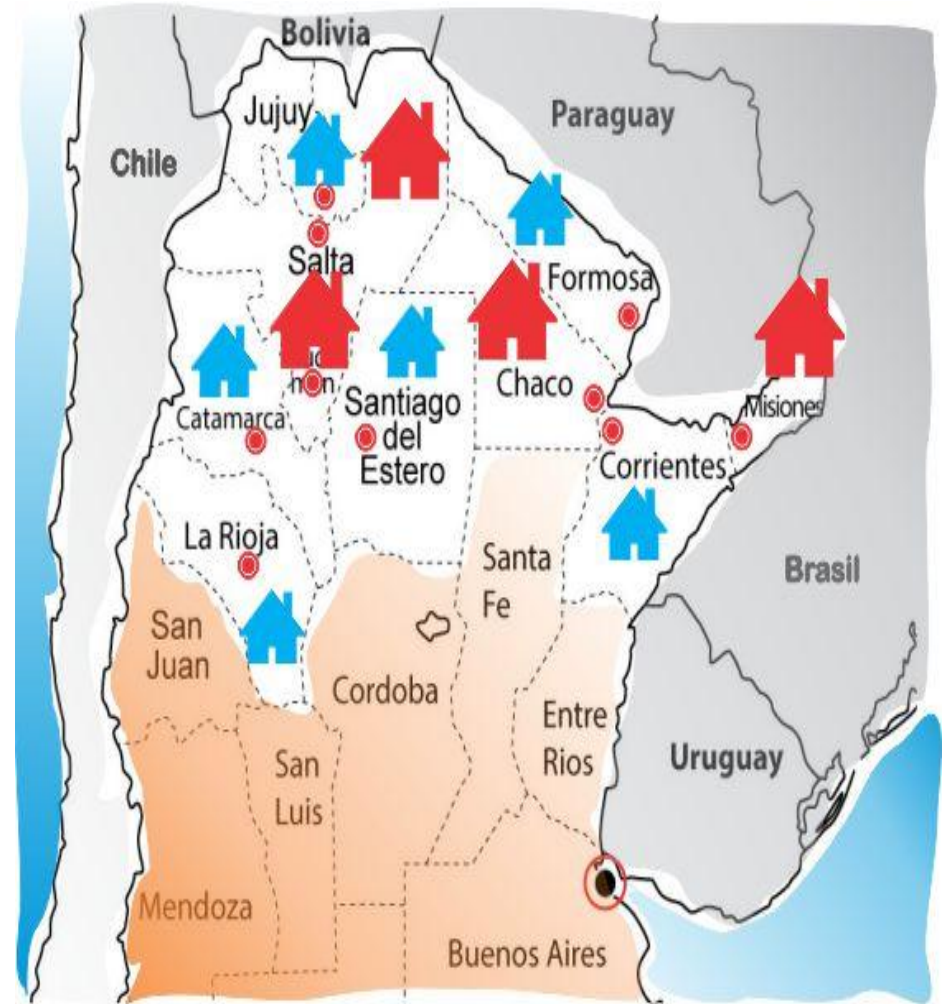 Bolivia
Jujuy
Paraguay
Chile
Salta
Formosa
Chaco
Misiones
Catamarca
Santiago
del
Estero
Corrientes
La Rioja
Santa
Fe
Brasil
San
Juan
Cordoba
Entre
Rios
Uruguay
San
Luis
Mendoza
Buenos Aires